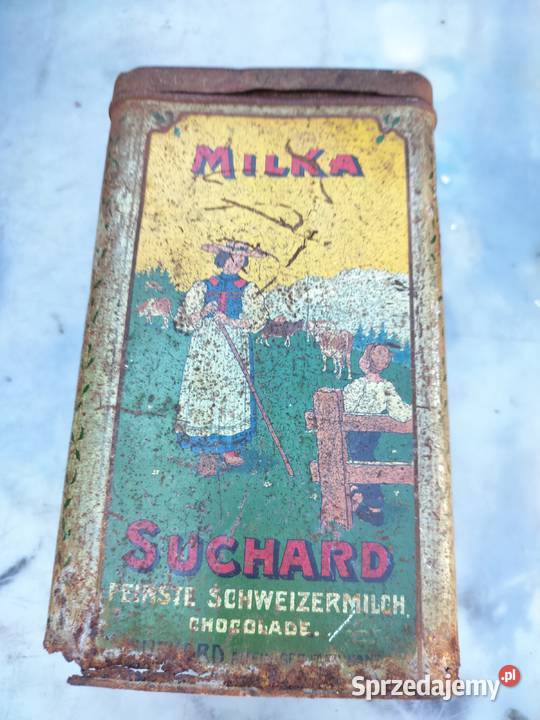 MILKA
SUCHARD
FEINSTE SCHWEIZERMILCH.
CHOCOLADE.
Sprzedajemy.pl